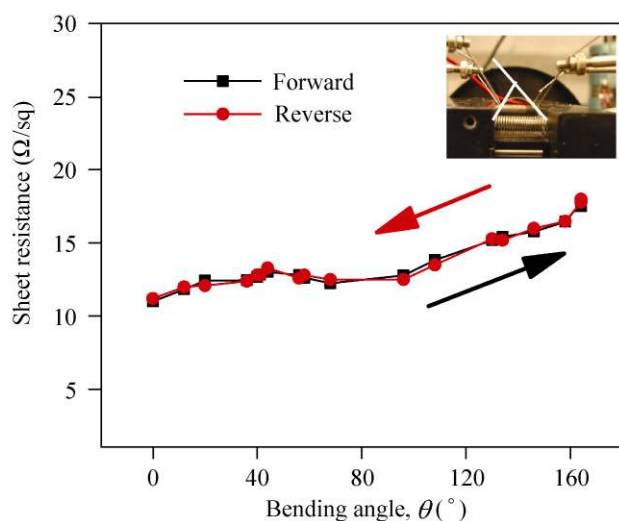 30
25
20
15
10
5
0
40
80
120
160
Sheet resistance (Ω/sq)
Bending angle, θ(°)
Forward
Reverse